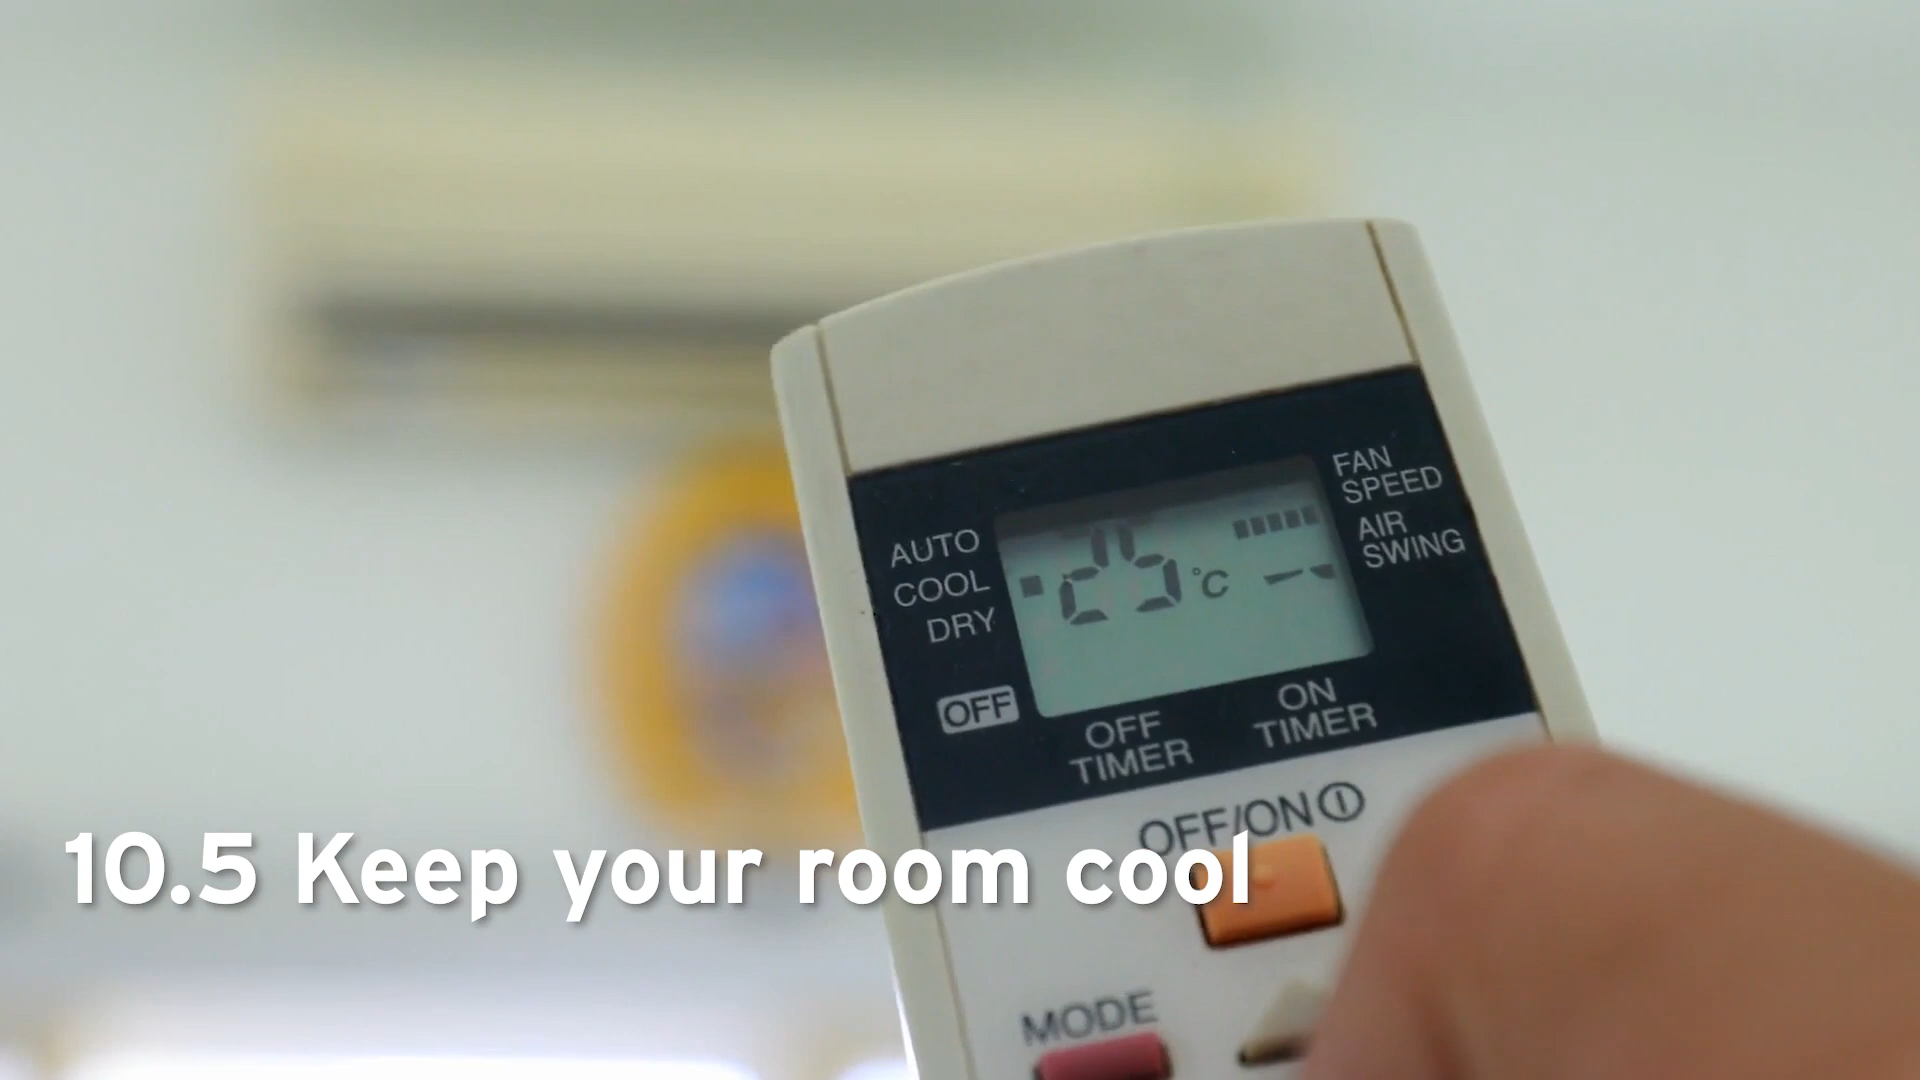 FAN
SPEED
AIR
SWING
AUTO
COOL
DRY
25°C
OFF
OFF
TIMER
ON
TIMER
OFF/ON
10.5 Keep your room cool
MODE